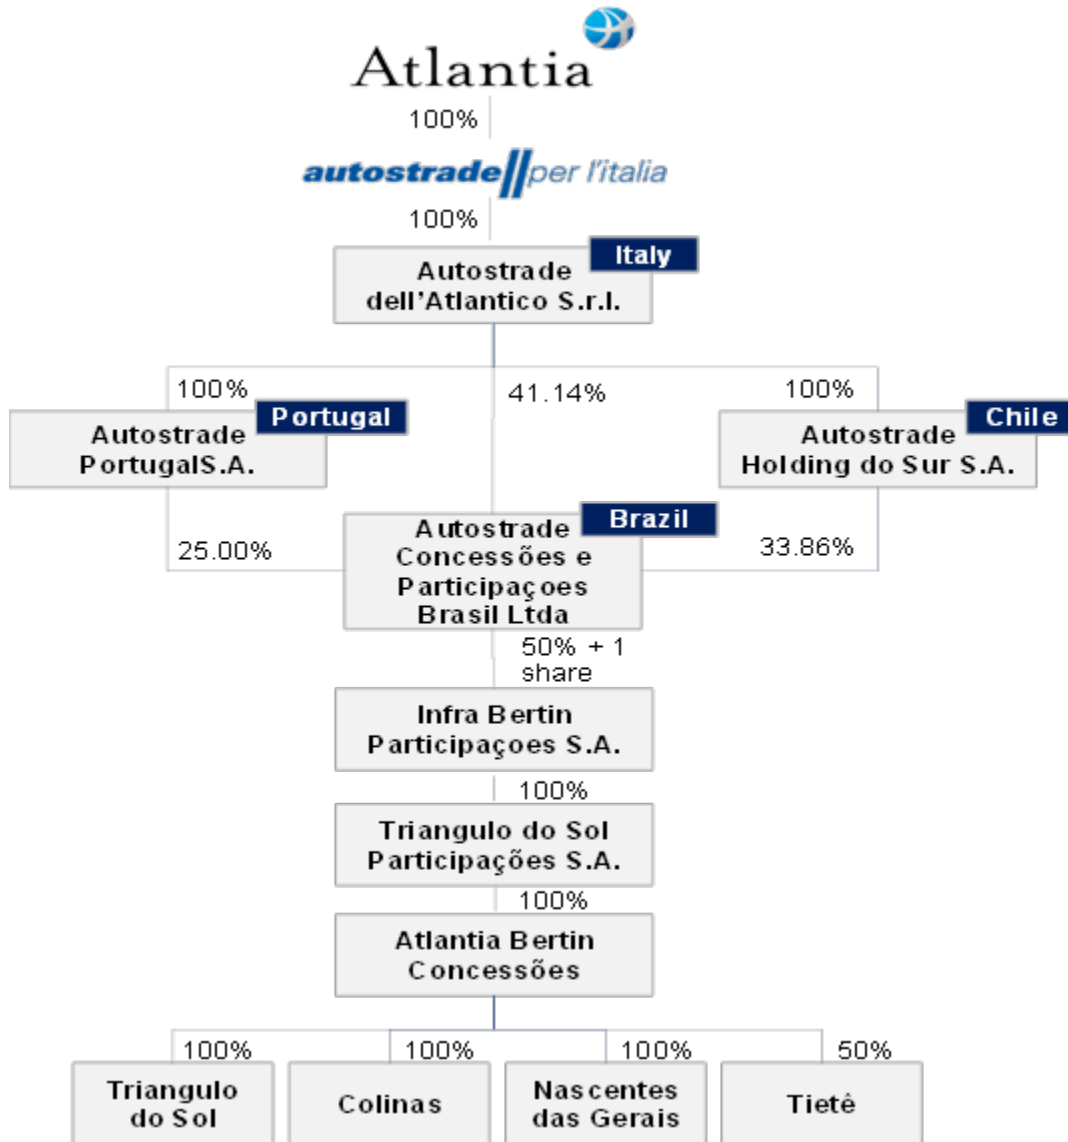 Atlantia
100%
autostrade//per l'italia
100%
Italy
Autostrade
dell'Atlantico S.r.l.
100%
41.14%
100%
Portugal
Chile
Autostrade
PortugalS.A.
Autostrade
Holding do Sur S.A.
Brazil
25.00%
33.86%
Autostrade
Concessões e
Participaçoes
Brasil Ltda
50% + 1
share
Infra Bertin
Participaçoes S.A.
100%
Triangulo do Sol
Participações S.A.
100%
Atlantia Bertin
Concessões
100%
100%
100%
50%
Triangulo
do Sol
Colinas
Nascentes
das Gerais
Tietê